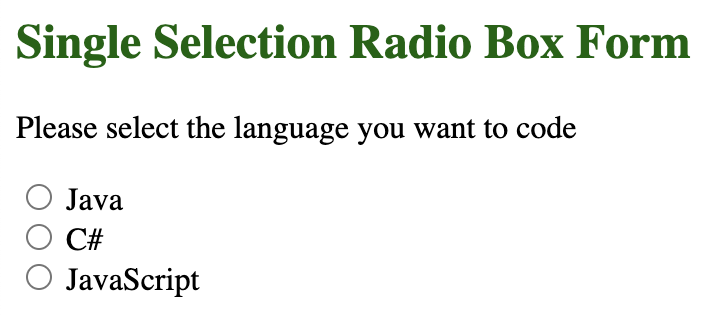 Single Selection Radio Box Form
Please select the language you want to code
Java
C#
JavaScript